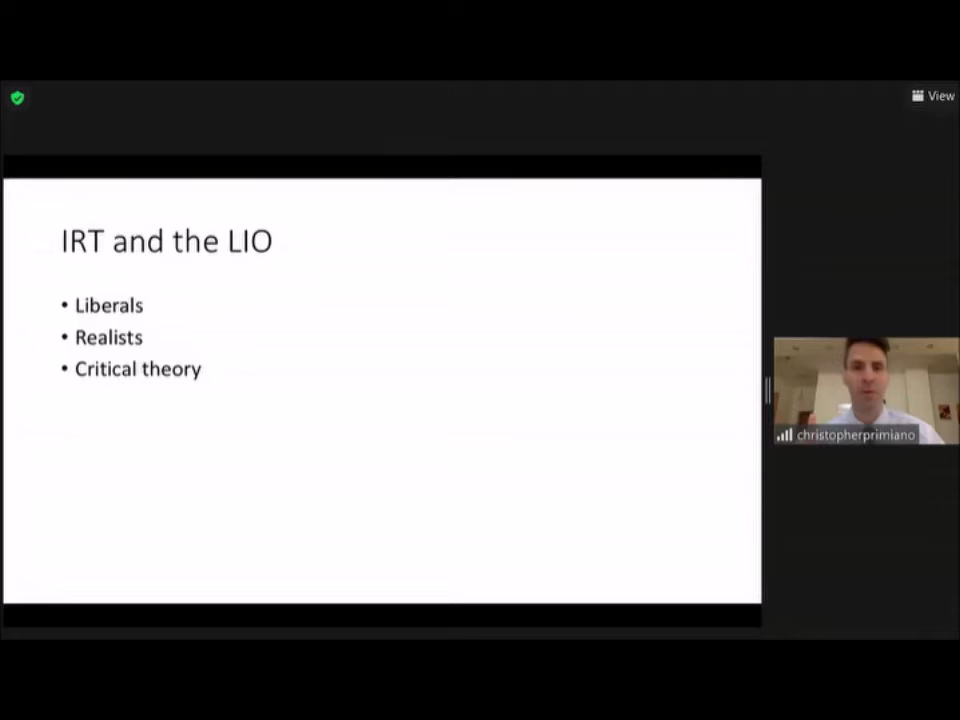 View
IRT and the LIO
• Liberals
• Realists
• Critical theory
christopherprimiano